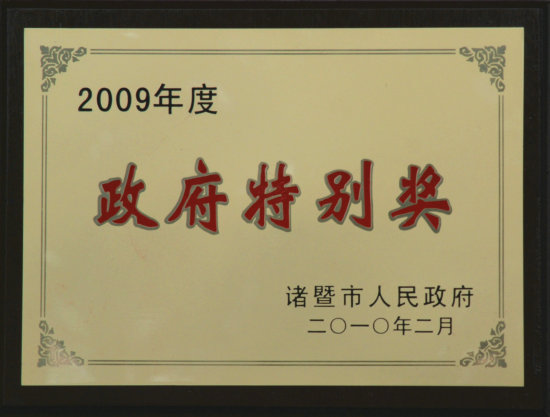 2009年度
政府特别奖
诸暨市人民政府
二〇一〇年二月